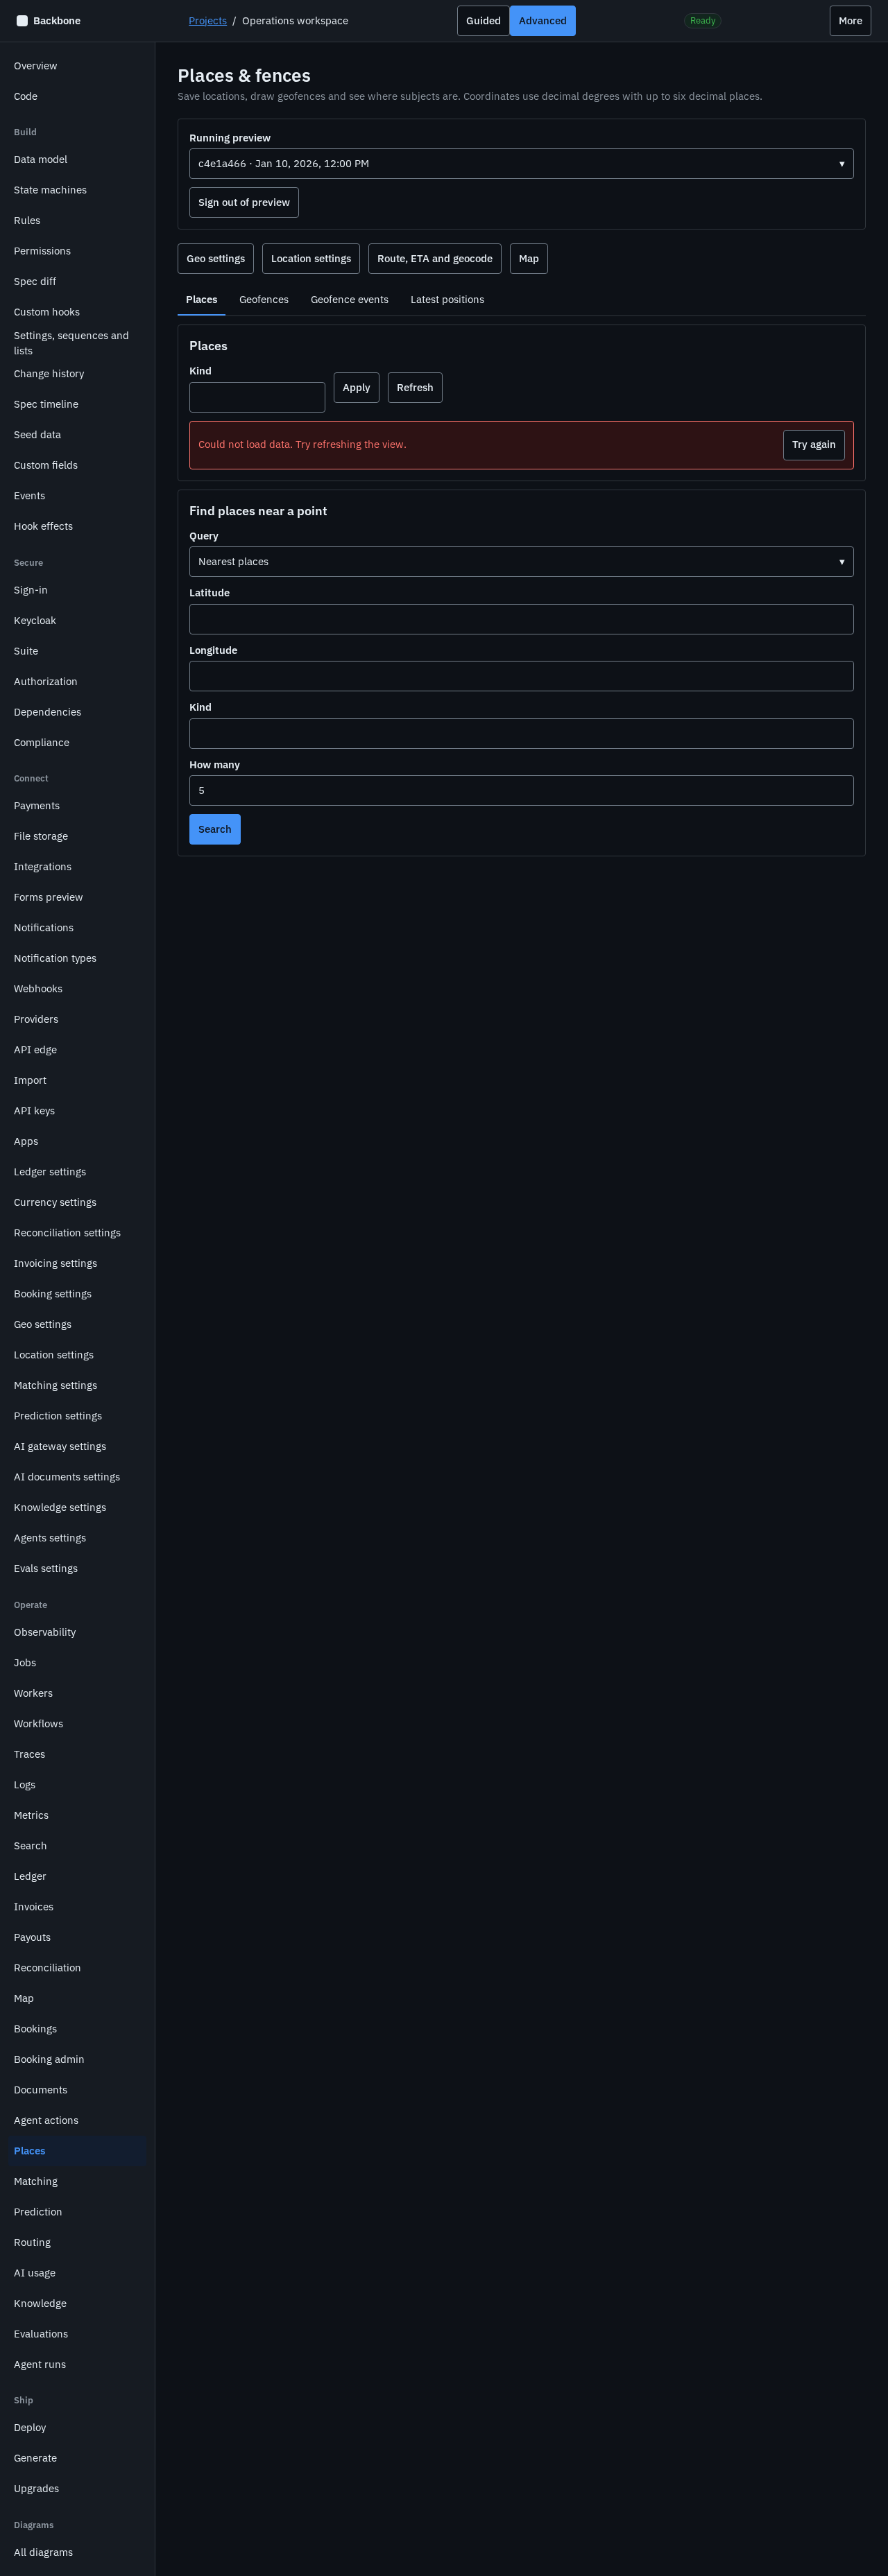 Backbone
Projects / Operations workspace
Guided
Advanced
Ready
More
Overview
Code
Build
Data model
State machines
Rules
Permissions
Spec diff
Custom hooks
Settings, sequences and
lists
Change history
Spec timeline
Seed data
Custom fields
Events
Hook effects
Secure
Sign-in
Keycloak
Suite
Authorization
Dependencies
Compliance
Connect
Payments
File storage
Integrations
Forms preview
Notifications
Notification types
Webhooks
Providers
API edge
Import
API keys
Apps
Ledger settings
Currency settings
Reconciliation settings
Invoicing settings
Booking settings
Geo settings
Location settings
Matching settings
Prediction settings
AI gateway settings
AI documents settings
Knowledge settings
Agents settings
Evals settings
Operate
Observability
Jobs
Workers
Workflows
Traces
Logs
Metrics
Search
Ledger
Invoices
Payouts
Reconciliation
Map
Bookings
Booking admin
Documents
Agent actions
Places
Matching
Prediction
Routing
AI usage
Knowledge
Evaluations
Agent runs
Ship
Deploy
Generate
Upgrades
Diagrams
All diagrams
Places & fences
Save locations, draw geofences and see where subjects are. Coordinates use decimal degrees with up to six decimal places.
Running preview
c4e1a466 · Jan 10, 2026, 12:00 PM
Sign out of preview
Geo settings
Location settings
Route, ETA and geocode
Map
Places
Geofences
Geofence events
Latest positions
Places
Kind
Apply
Refresh
Could not load data. Try refreshing the view.
Try again
Find places near a point
Query
Nearest places
Latitude
Longitude
Kind
How many
5
Search